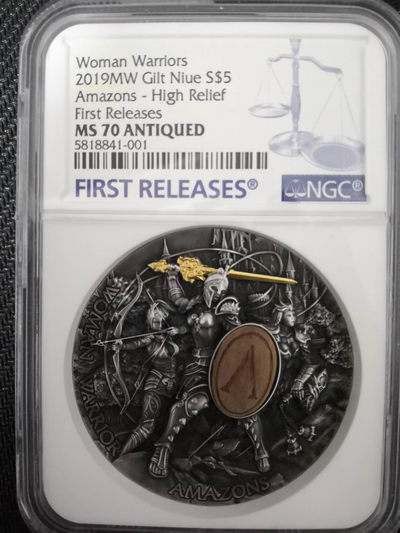 Woman Warriors
2019MW Gilt Niue S$5
Amazons - High Relief
First Releases
MS 70 ANTIQUED
5818841-001
FIRST RELEASES®
NGC®
WOMAN
WARRIOR
AMAZONS